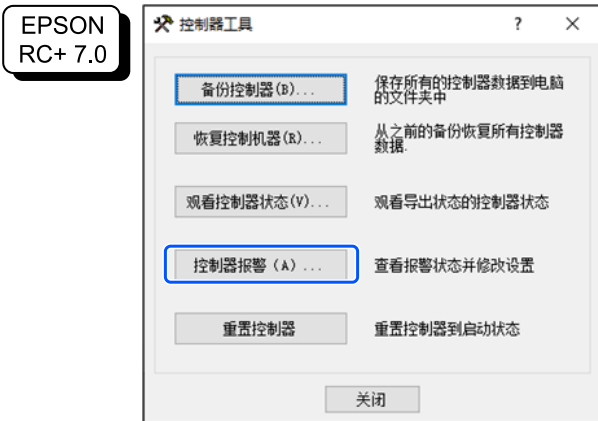 EPSON
RC+ 7.0
控制器工具
?
备份控制器(B)...
保存所有的控制器数据到电脑
的文件夹中
恢复控制机器(R)...
从之前的备份恢复所有控制器
数据.
观看控制器状态(V)...
观看导出状态的控制器状态
控制器报警（A）...
查看报警状态并修改设置
重置控制器
重置控制器到启动状态
关闭